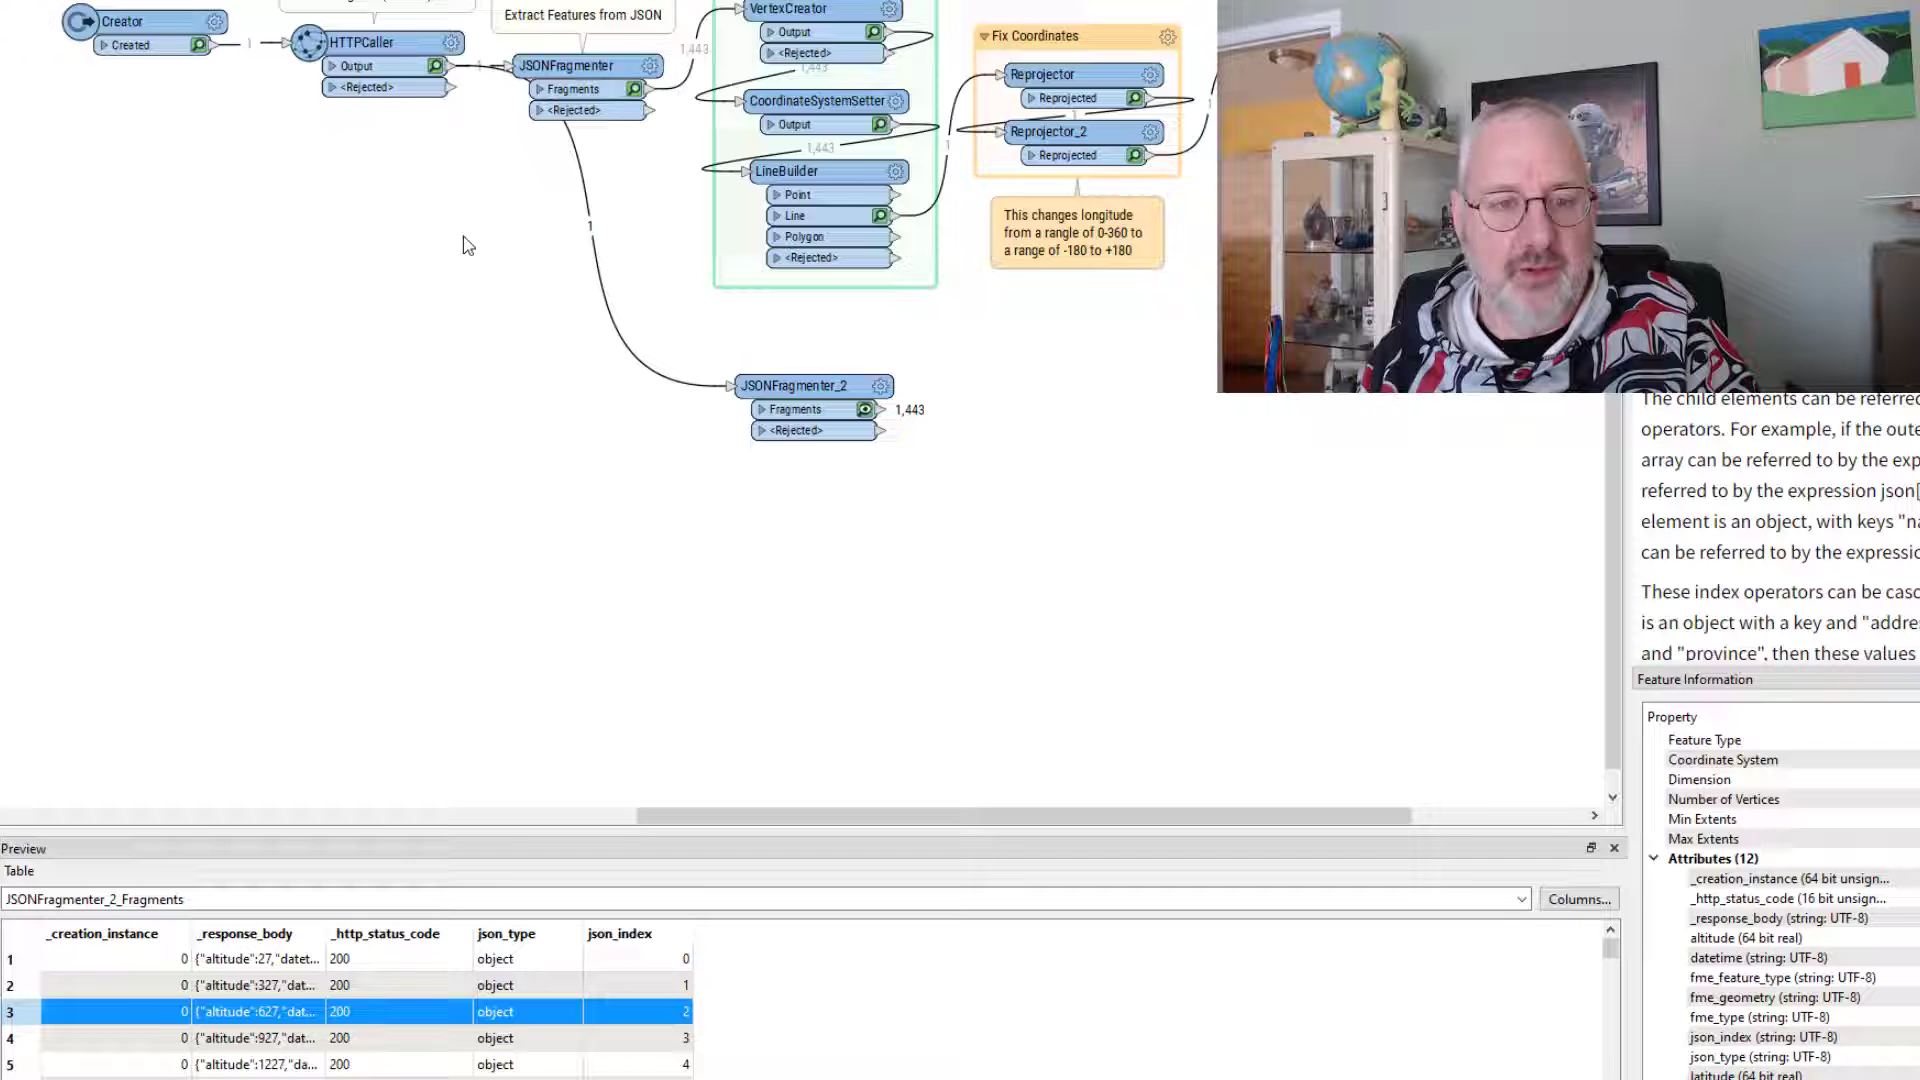 Creator
Created
1
HTTPCaller
Output
<Rejected>
1
Extract Features from JSON
JSONFragmenter
Fragments
<Rejected>
1,443
1
VertexCreator
Output
<Rejected>
1,443
CoordinateSystemSetter
Output
1,443
LineBuilder
Point
Line
Polygon
<Rejected>
1
Fix Coordinates
Reprojector
Reprojected
1
Reprojector_2
Reprojected
1
This changes longitude
from a rangle of 0-360 to
a range of -180 to +180
JSONFragmenter_2
Fragments
1,443
<Rejected>
The child elements can be referred
operators. For example, if the oute
array can be referred to by the exp
referred to by the expression json[
element is an object, with keys "na
can be referred to by the expressio
These index operators can be casc
is an object with a key and "addre
and "province", then these values
Feature Information
Property
Feature Type
Coordinate System
Dimension
Number of Vertices
Min Extents
Max Extents
Attributes (12)
_creation_instance (64 bit unsign...
_http_status_code (16 bit unsign...
_response_body (string: UTF-8)
altitude (64 bit real)
datetime (string: UTF-8)
fme_feature_type (string: UTF-8)
fme_geometry (string: UTF-8)
fme_type (string: UTF-8)
json_index (string: UTF-8)
json_type (string: UTF-8)
latitude (64 bit real)
Preview
Table
JSONFragmenter_2_Fragments
Columns...
_creation_instance _response_body _http_status_code json_type json_index
1 0 {"altitude":27,"datet... 200 object 0
2 0 {"altitude":327,"dat... 200 object 1
3 0 {"altitude":627,"dat... 200 object 2
4 0 {"altitude":927,"dat... 200 object 3
5 0 {"altitude":1227,"da... 200 object 4